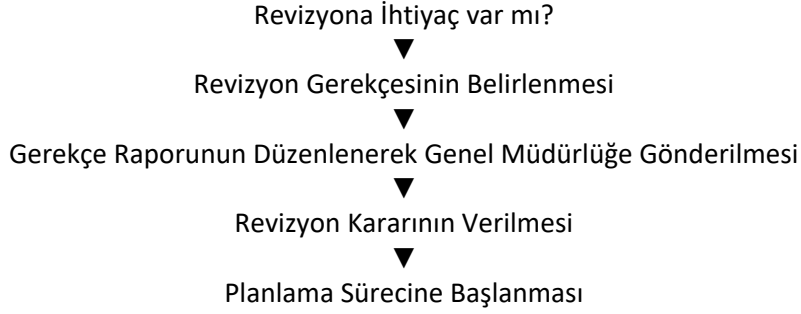 Revizyona İhtiyaç var mı?
▼
Revizyon Gerekçesinin Belirlenmesi
▼
Gerekçe Raporunun Düzenlenerek Genel Müdürlüğe Gönderilmesi
▼
Revizyon Kararının Verilmesi
▼
Planlama Sürecine Başlanması